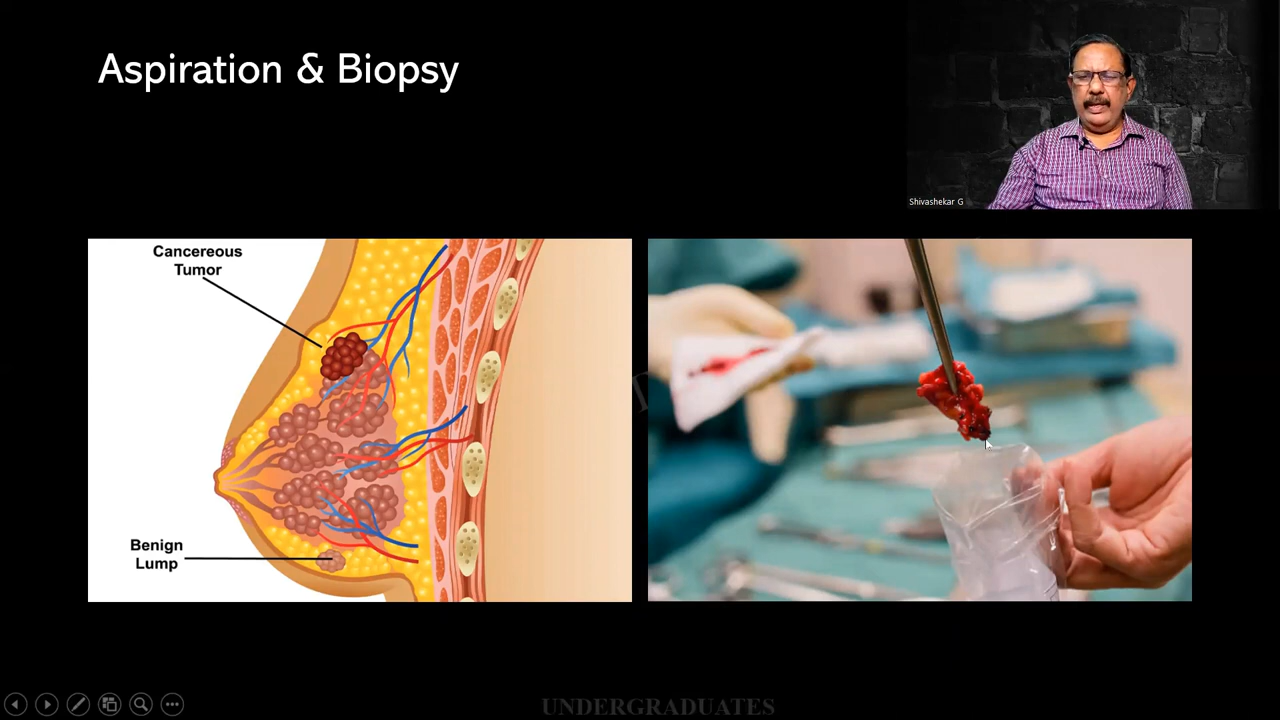 Aspiration & Biopsy
Shivashekar G
Cancereous
Tumor
Benign
Lump
UNDERGRADUATES